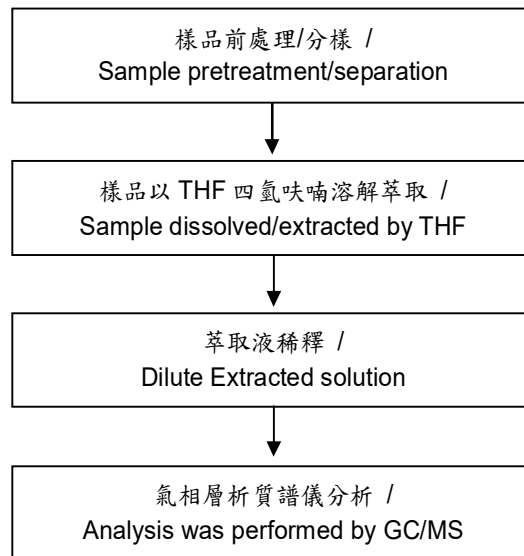 樣品前處理/分樣 /
Sample pretreatment/separation
樣品以 THF 四氫呋喃溶解萃取 /
Sample dissolved/extracted by THF
萃取液稀釋 /
Dilute Extracted solution
氣相層析質譜儀分析 /
Analysis was performed by GC/MS